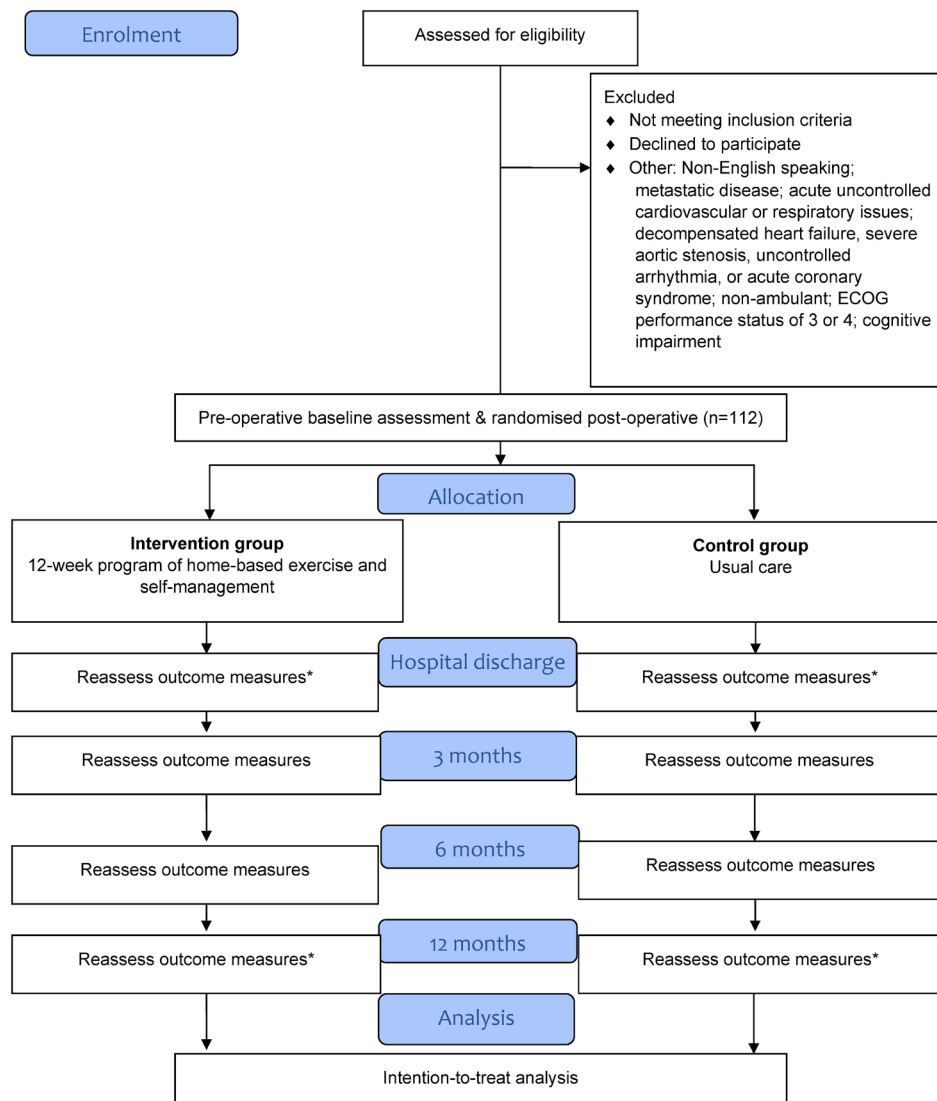 Enrolment
Assessed for eligibility
Excluded
♦ Not meeting inclusion criteria
♦ Declined to participate
♦ Other: Non-English speaking;
metastatic disease; acute uncontrolled
cardiovascular or respiratory issues;
decompensated heart failure, severe
aortic stenosis, uncontrolled
arrhythmia, or acute coronary
syndrome; non-ambulant; ECOG
performance status of 3 or 4; cognitive
impairment
Pre-operative baseline assessment & randomised post-operative (n=112)
Allocation
Intervention group
12-week program of home-based exercise and
self-management
Control group
Usual care
Hospital discharge
Reassess outcome measures*
Reassess outcome measures*
3 months
Reassess outcome measures
Reassess outcome measures
6 months
Reassess outcome measures
Reassess outcome measures
12 months
Reassess outcome measures*
Reassess outcome measures*
Analysis
Intention-to-treat analysis